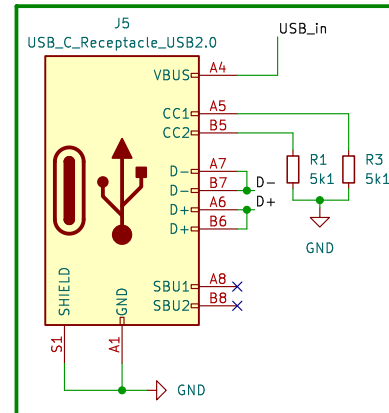 J5
USB_C_Receptacle_USB2.0
USB_in
VBUS A4
CC1 A5
CC2 B5
D- A7
D- B7 D-
D+ A6 D+
D+ B6
R1
5k1
R3
5k1
GND
SBU1 A8
SBU2 B8
SHIELD
GND
S1
A1
GND